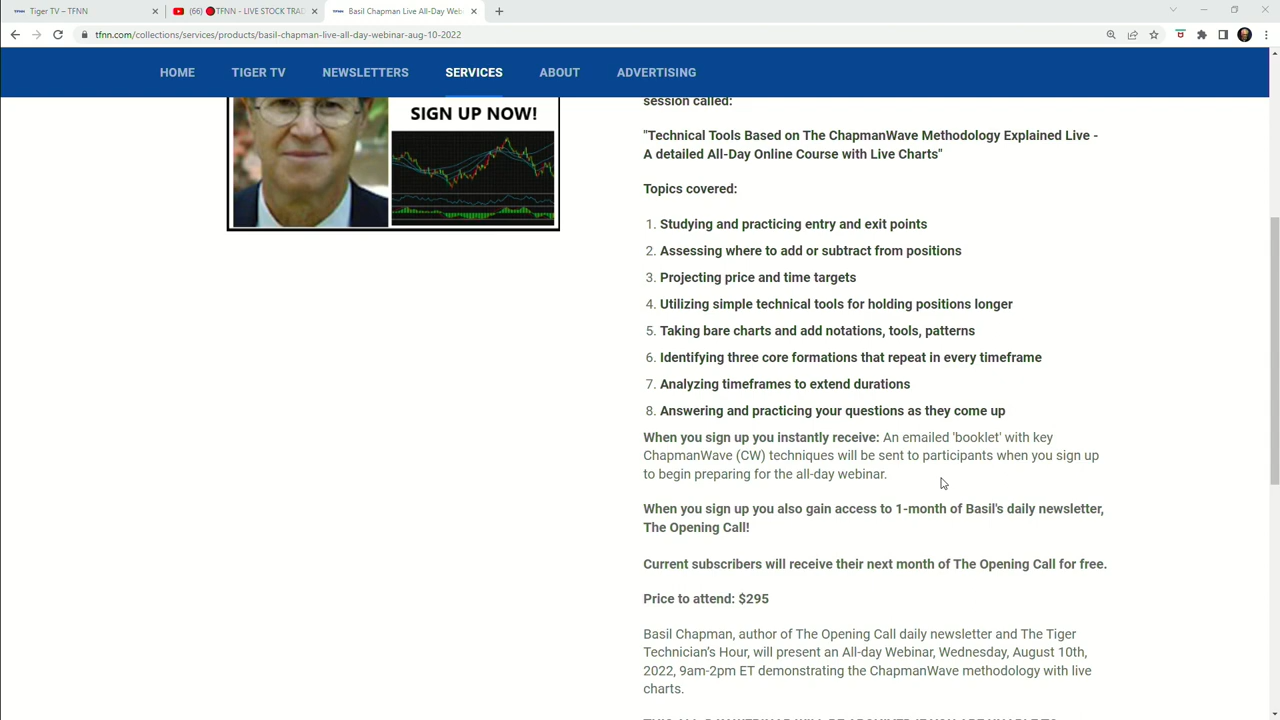 Tiger TV – TFNN
(66) 🔴TFNN - LIVE STOCK TRAD
Basil Chapman Live All-Day Web
tfnn.com/collections/services/products/basil-chapman-live-all-day-webinar-aug-10-2022
HOME TIGER TV NEWSLETTERS SERVICES ABOUT ADVERTISING
SIGN UP NOW!
session called:
"Technical Tools Based on The ChapmanWave Methodology Explained Live -
A detailed All-Day Online Course with Live Charts"
Topics covered:
1. Studying and practicing entry and exit points
2. Assessing where to add or subtract from positions
3. Projecting price and time targets
4. Utilizing simple technical tools for holding positions longer
5. Taking bare charts and add notations, tools, patterns
6. Identifying three core formations that repeat in every timeframe
7. Analyzing timeframes to extend durations
8. Answering and practicing your questions as they come up
When you sign up you instantly receive: An emailed 'booklet' with key
ChapmanWave (CW) techniques will be sent to participants when you sign up
to begin preparing for the all-day webinar.
When you sign up you also gain access to 1-month of Basil's daily newsletter,
The Opening Call!
Current subscribers will receive their next month of The Opening Call for free.
Price to attend: $295
Basil Chapman, author of The Opening Call daily newsletter and The Tiger
Technician's Hour, will present an All-day Webinar, Wednesday, August 10th,
2022, 9am-2pm ET demonstrating the ChapmanWave methodology with live
charts.